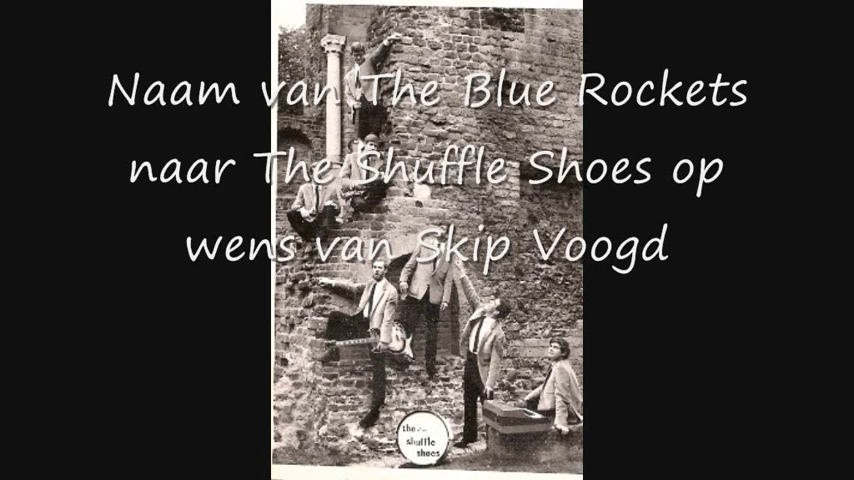 Naam van The Blue Rockets
naar The Shuffle Shoes op
wens van Skip Voogd
the
shuffle
shoes